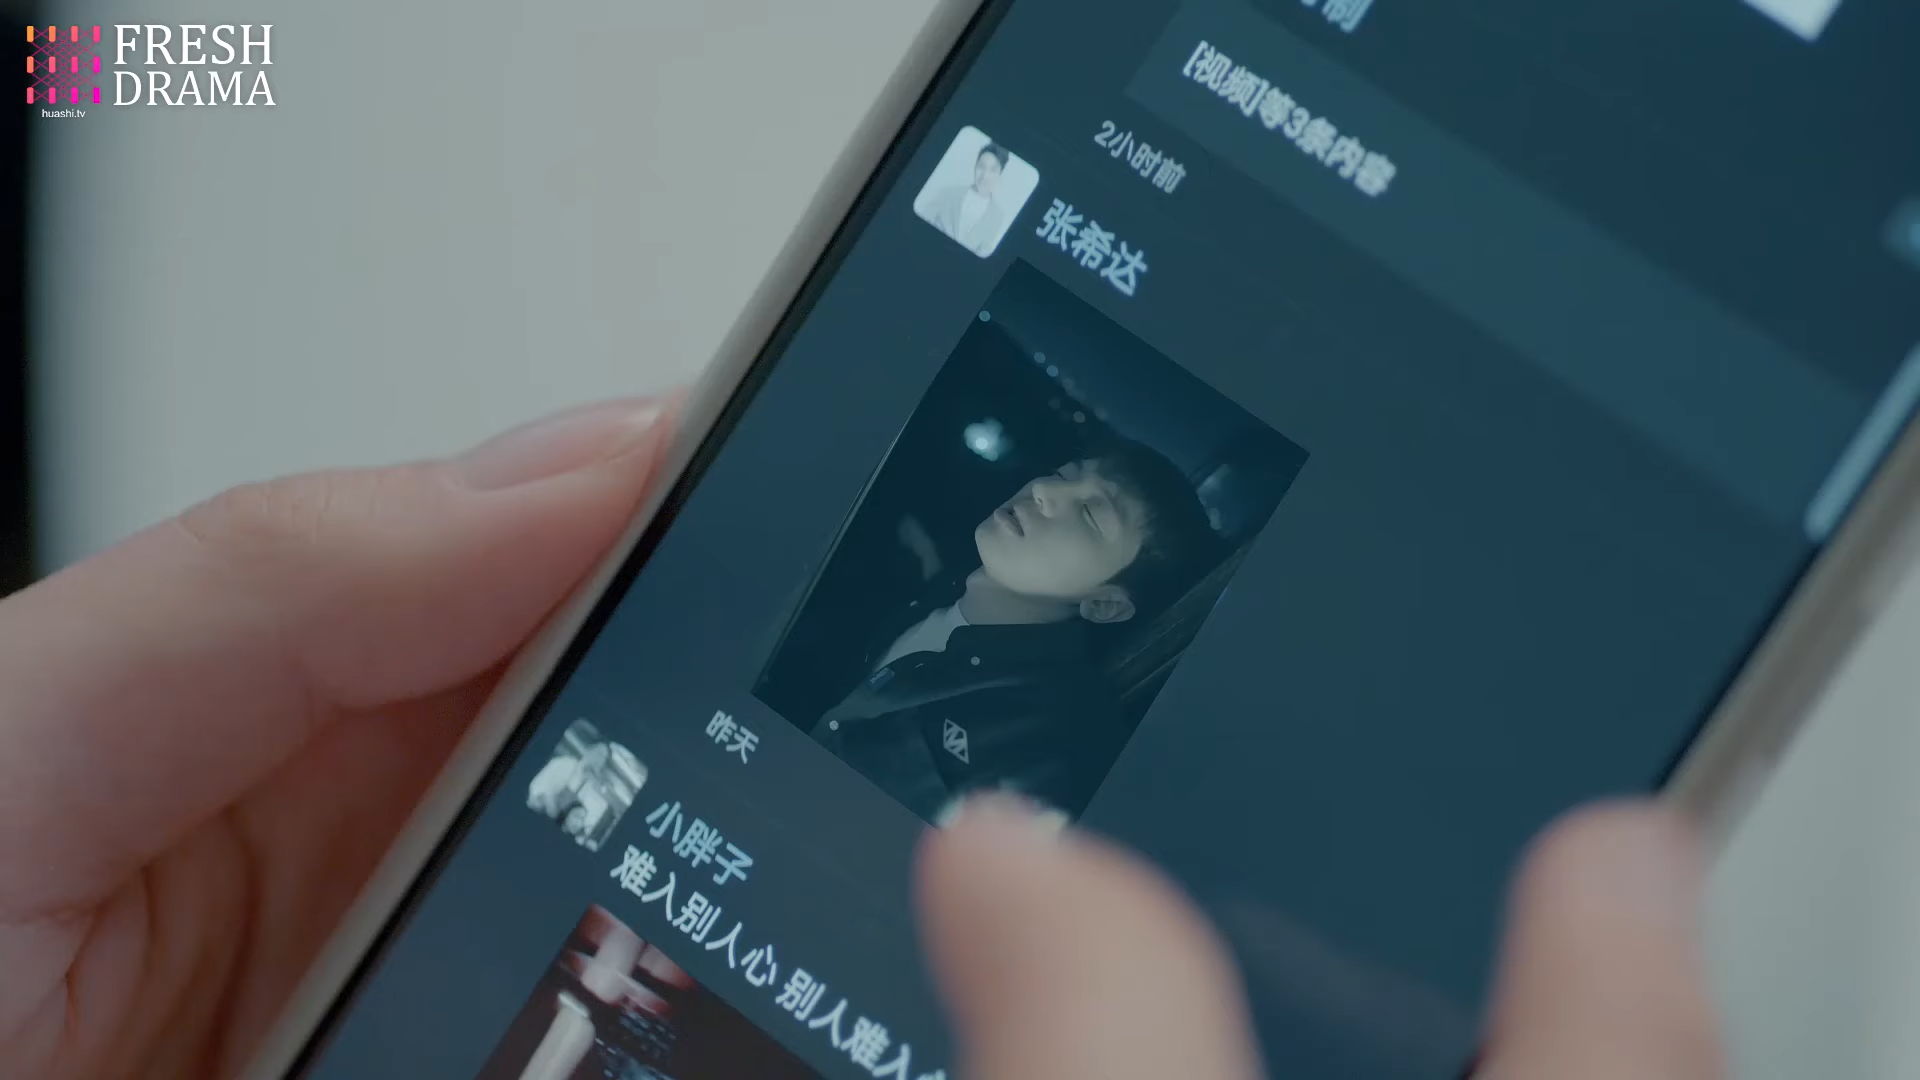 FRESH
DRAMA
huashi.tv
制
[视频]等3条内容
2小时前
张希达
昨天
小胖子
难入别人心 别人难入